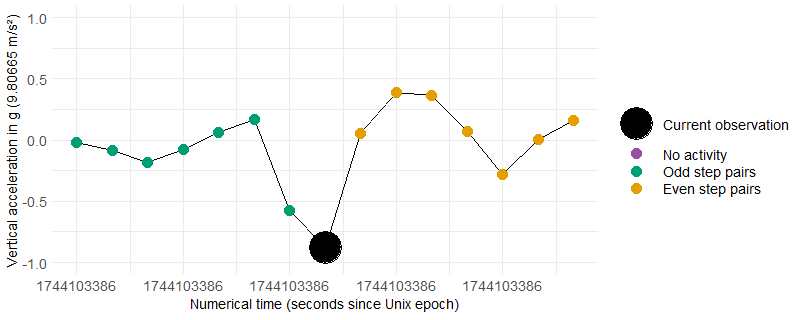 Vertical acceleration in g (9.80665 m/s²)
1.0
0.5
0.0
-0.5
-1.0
1744103386 1744103386 1744103386 1744103386 1744103386
Numerical time (seconds since Unix epoch)
Current observation
No activity
Odd step pairs
Even step pairs